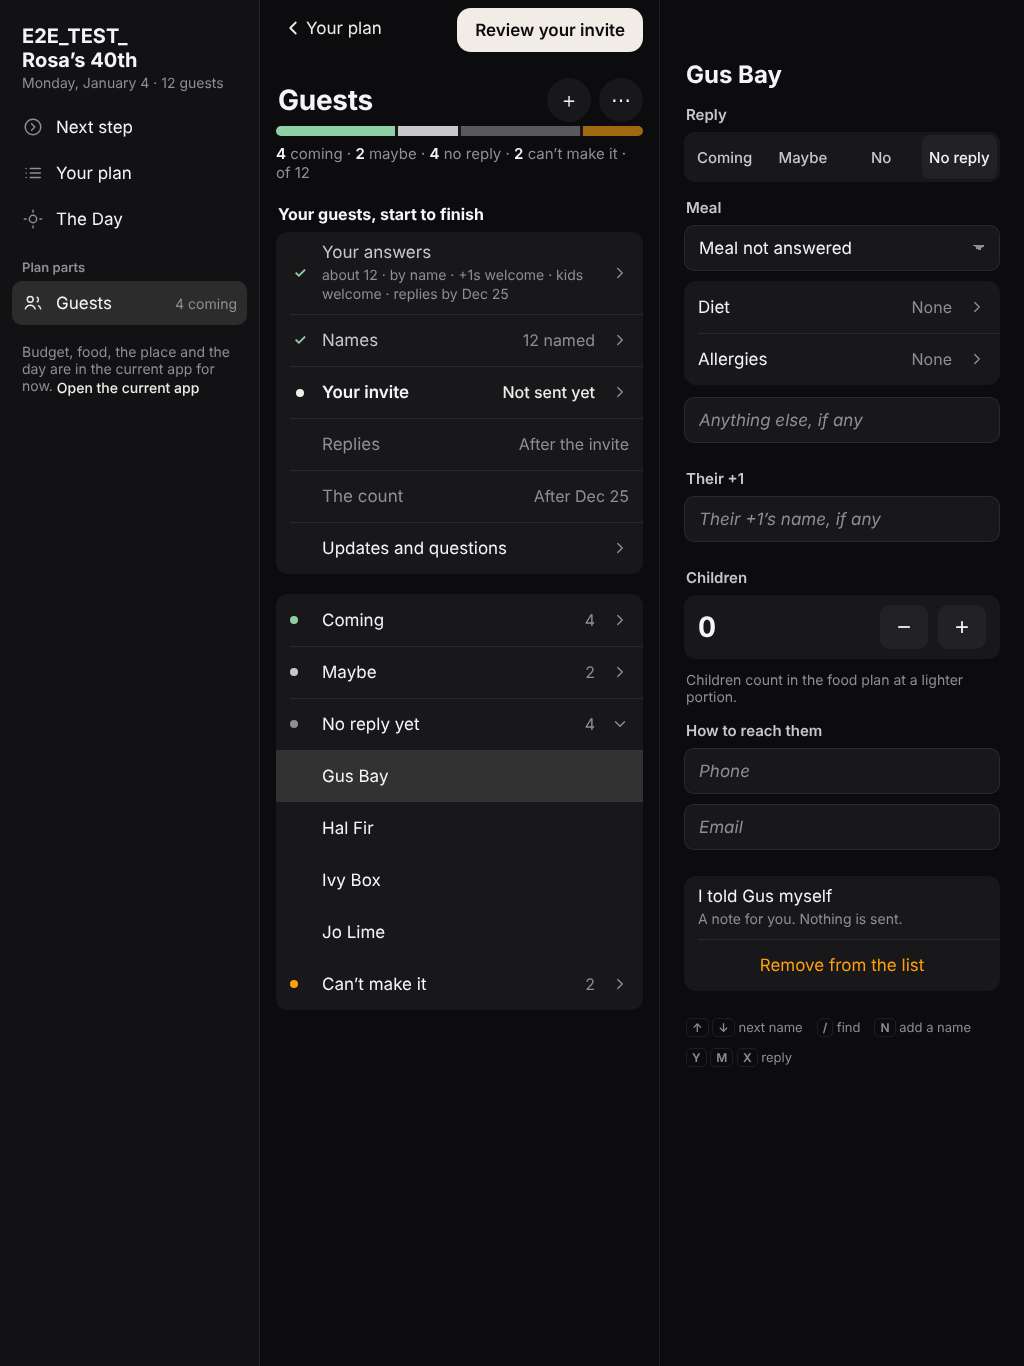 E2E_TEST_
Rosa’s 40th
Monday, January 4 · 12 guests
Next step
Your plan
The Day
Plan parts
Guests 4 coming
Budget, food, the place and the
day are in the current app for
now. Open the current app
Your plan
Review your invite
Guests
+ ⋯
4 coming · 2 maybe · 4 no reply · 2 can’t make it ·
of 12
Your guests, start to finish
Your answers
about 12 · by name · +1s welcome · kids
welcome · replies by Dec 25
Names 12 named
Your invite Not sent yet
Replies After the invite
The count After Dec 25
Updates and questions
Coming 4
Maybe 2
No reply yet 4
Gus Bay
Hal Fir
Ivy Box
Jo Lime
Can’t make it 2
Gus Bay
Reply
Coming Maybe No No reply
Meal
Meal not answered
Diet None
Allergies None
Anything else, if any
Their +1
Their +1’s name, if any
Children
0 − +
Children count in the food plan at a lighter
portion.
How to reach them
Phone
Email
I told Gus myself
A note for you. Nothing is sent.
Remove from the list
↑ ↓ next name / find N add a name
Y M X reply